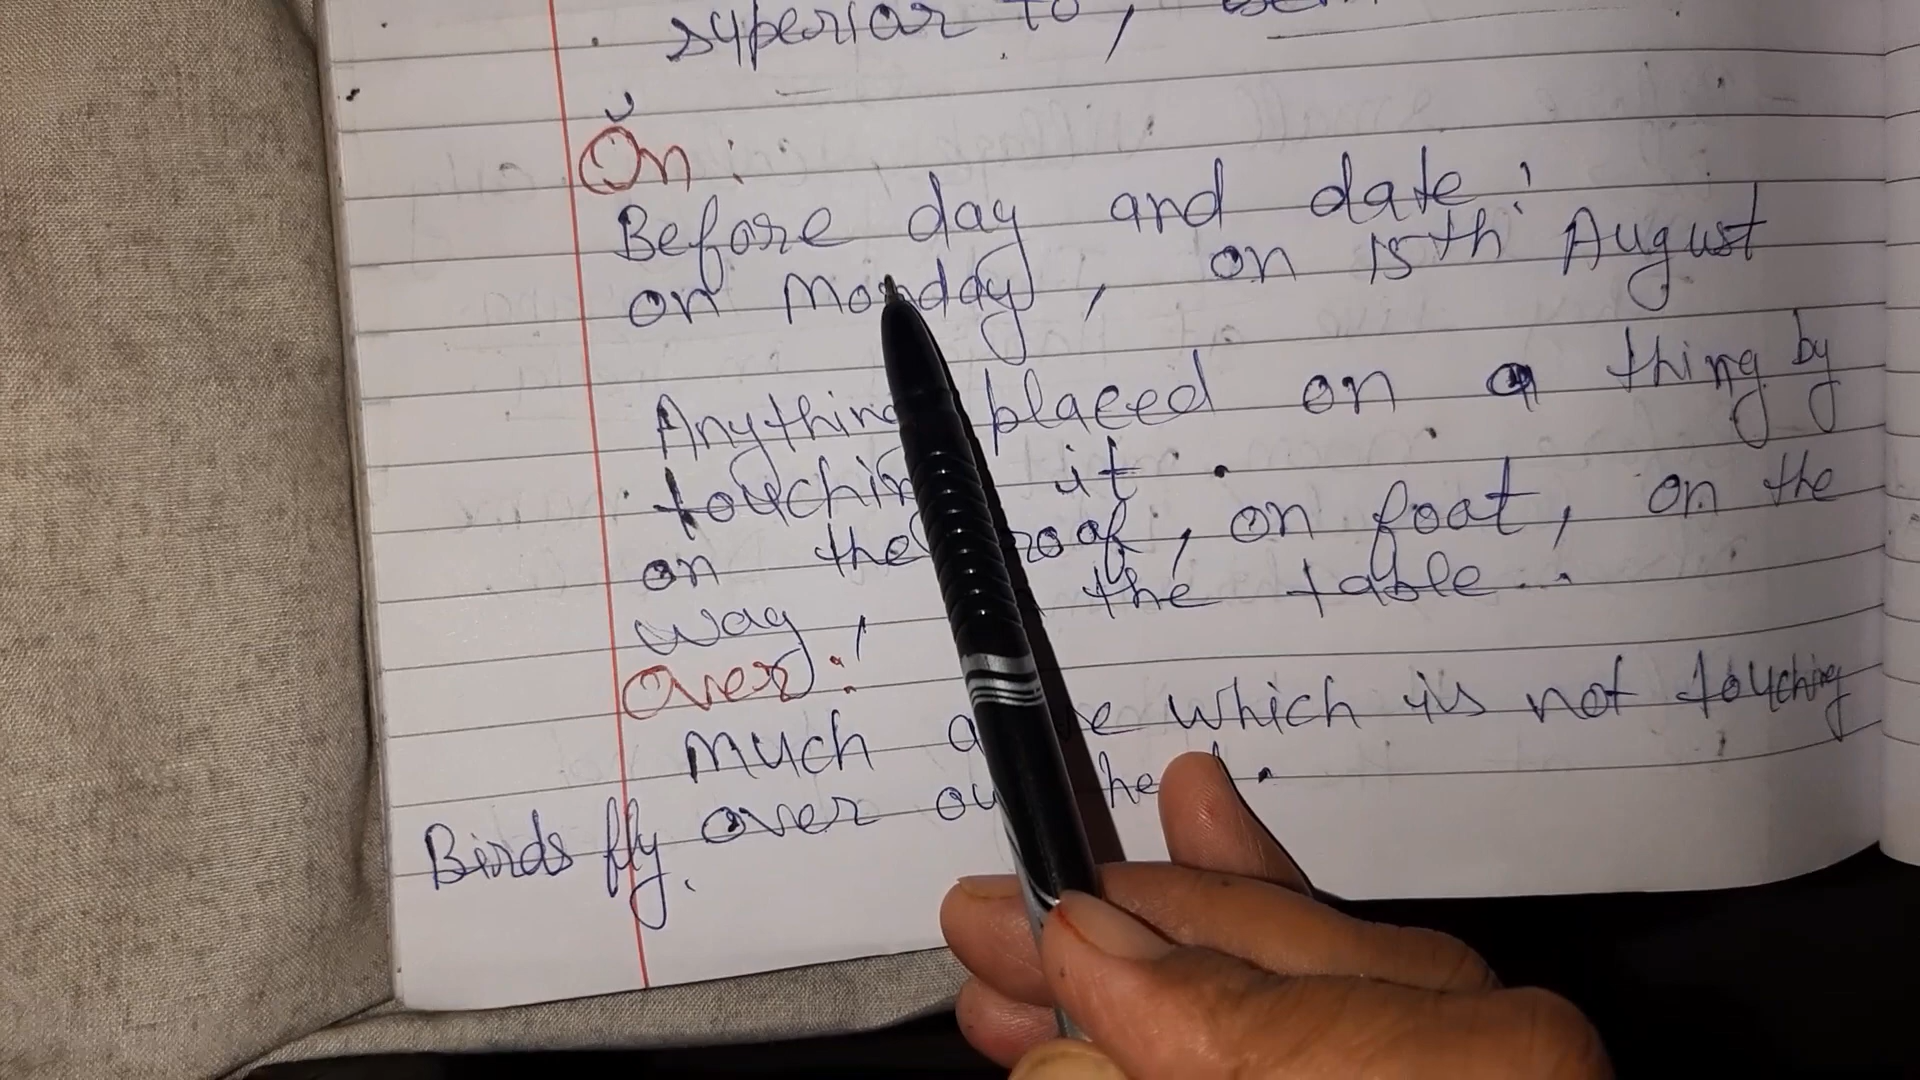 superior to,
On:
Before day and date:
on Monday, on 15th August
Anything placed on a thing by
touching it.
on the roof, on foot, on the
way, the table..
Over:
Much which is not touching
Birds fly over